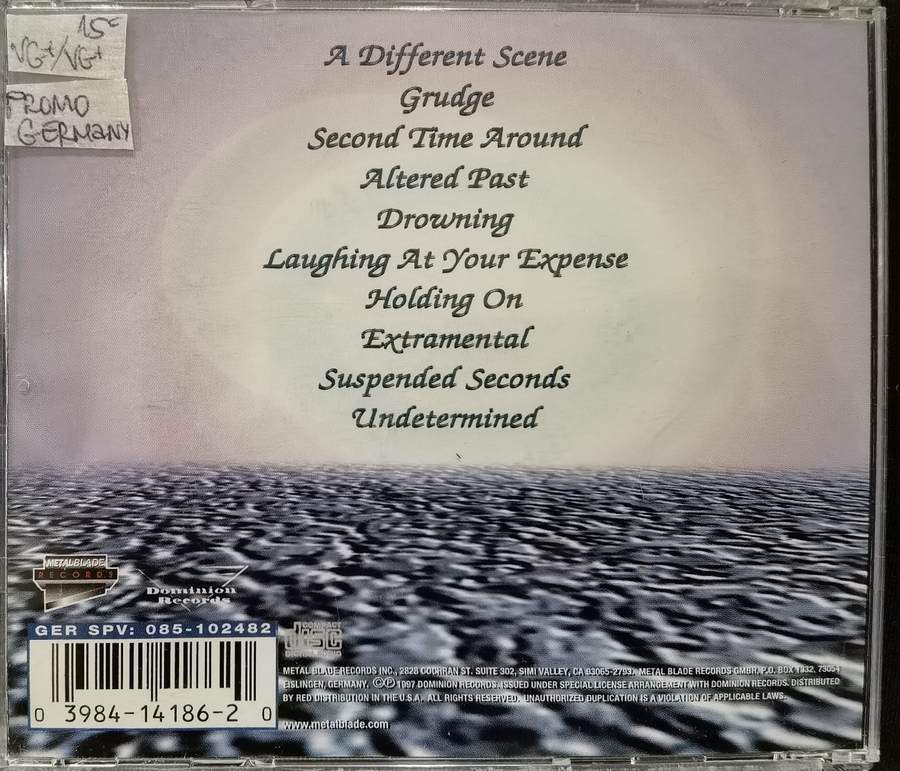 15€
VG+/VG+
PROMO
GERMANY
A Different Scene
Grudge
Second Time Around
Altered Past
Drowning
Laughing At Your Expense
Holding On
Extramental
Suspended Seconds
Undetermined
METAL BLADE
RECORDS
Dominion
Records
GER SPV: 085-102482
COMPACT
disc
DIGITAL AUDIO
0 3984-14186-2 0
METAL BLADE RECORDS INC., 2828 COCHRAN ST. SUITE 302, SIMI VALLEY, CA 93065-2793. METAL BLADE RECORDS GMBH, P.O. BOX 1332, 73054
EISLINGEN, GERMANY. ©℗ 1997 DOMINION RECORDS. ISSUED UNDER SPECIAL LICENSE ARRANGEMENT WITH DOMINION RECORDS. DISTRIBUTED
BY RED DISTRIBUTION IN THE U.S.A. ALL RIGHTS RESERVED. UNAUTHORIZED DUPLICATION IS A VIOLATION OF APPLICABLE LAWS.
www.metalblade.com